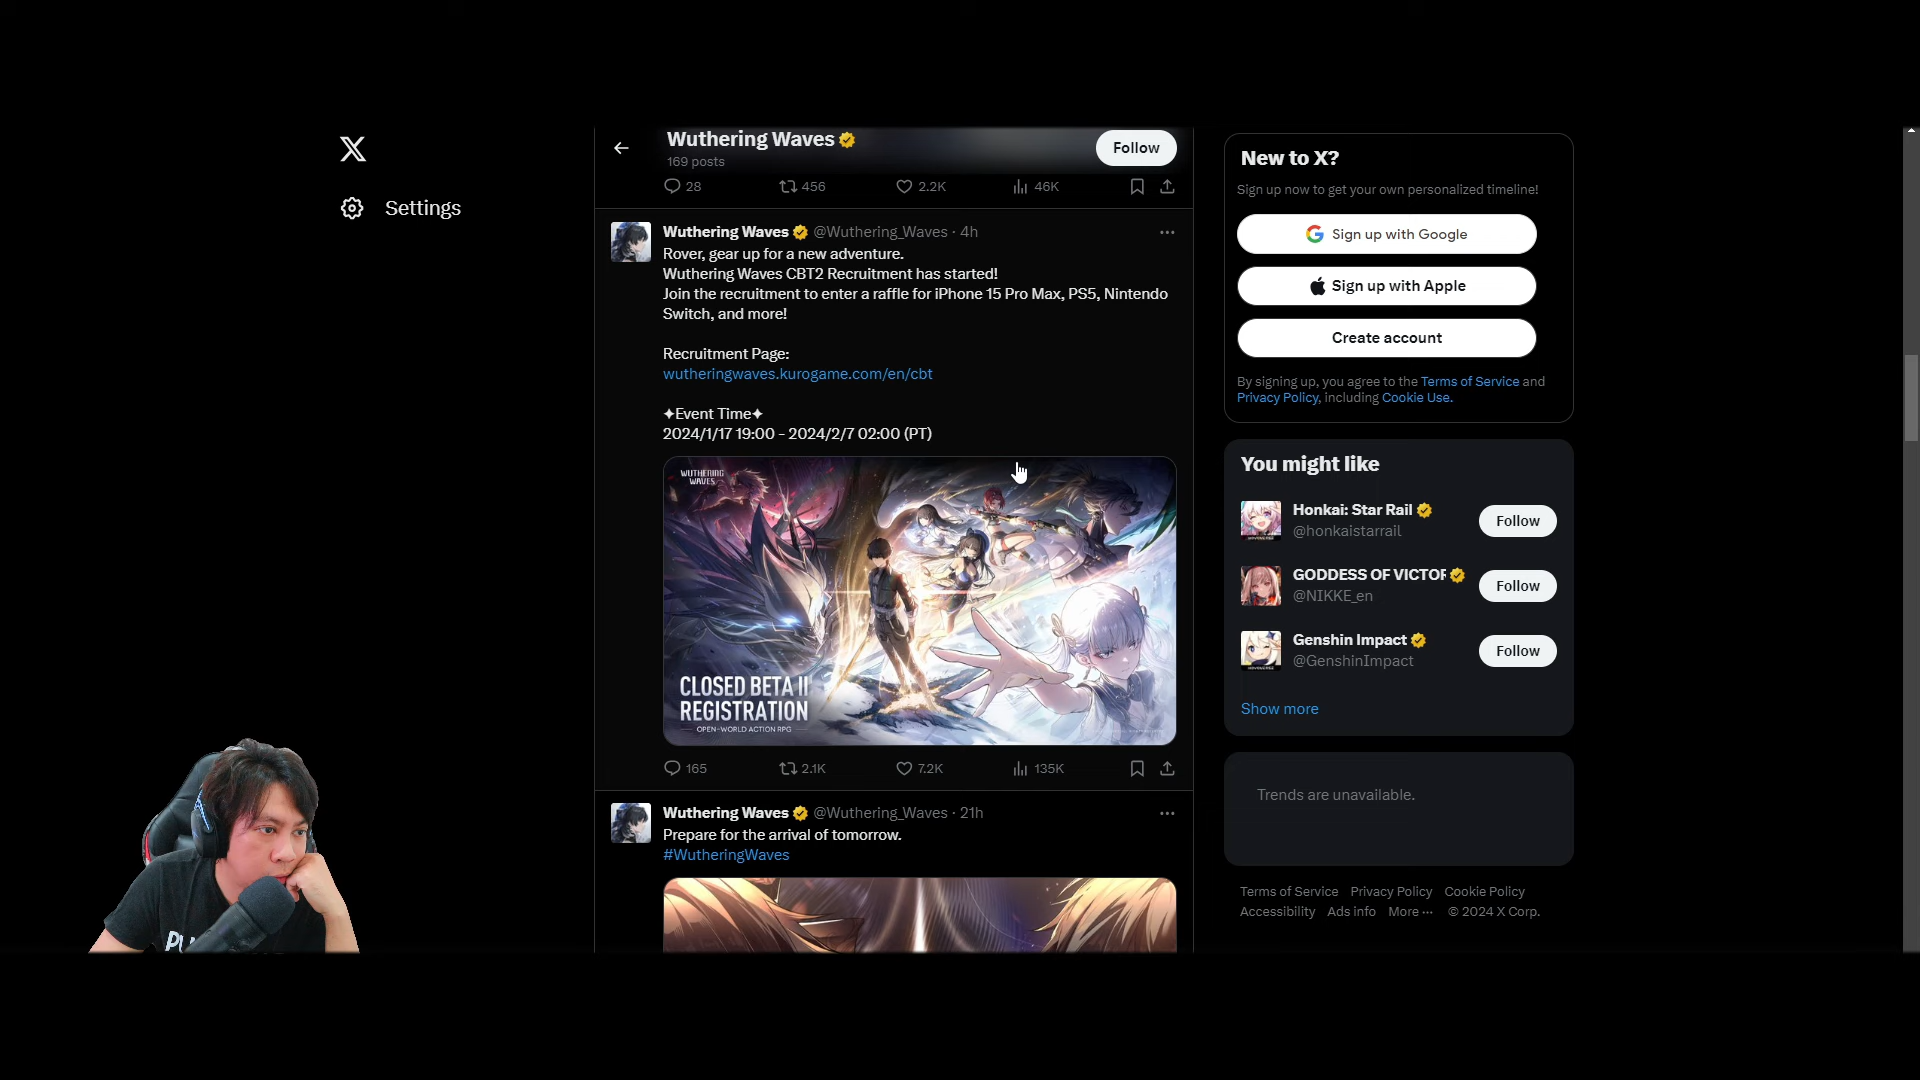 Settings
Wuthering Waves
169 posts
Follow
28 456 2.2K 46K
Wuthering Waves @Wuthering_Waves · 4h
Rover, gear up for a new adventure.
Wuthering Waves CBT2 Recruitment has started!
Join the recruitment to enter a raffle for iPhone 15 Pro Max, PS5, Nintendo
Switch, and more!
Recruitment Page:
wutheringwaves.kurogame.com/en/cbt
✦Event Time✦
2024/1/17 19:00 - 2024/2/7 02:00 (PT)
WUTHERING
WAVES
CLOSED BETA II
REGISTRATION
OPEN-WORLD ACTION RPG
165 2.1K 7.2K 135K
Wuthering Waves @Wuthering_Waves · 21h
Prepare for the arrival of tomorrow.
#WutheringWaves
New to X?
Sign up now to get your own personalized timeline!
Sign up with Google
Sign up with Apple
Create account
By signing up, you agree to the Terms of Service and
Privacy Policy, including Cookie Use.
You might like
Honkai: Star Rail
@honkaistarrail
Follow
GODDESS OF VICTOR
@NIKKE_en
Follow
Genshin Impact
@GenshinImpact
Follow
Show more
Trends are unavailable.
Terms of Service Privacy Policy Cookie Policy
Accessibility Ads info More ··· © 2024 X Corp.